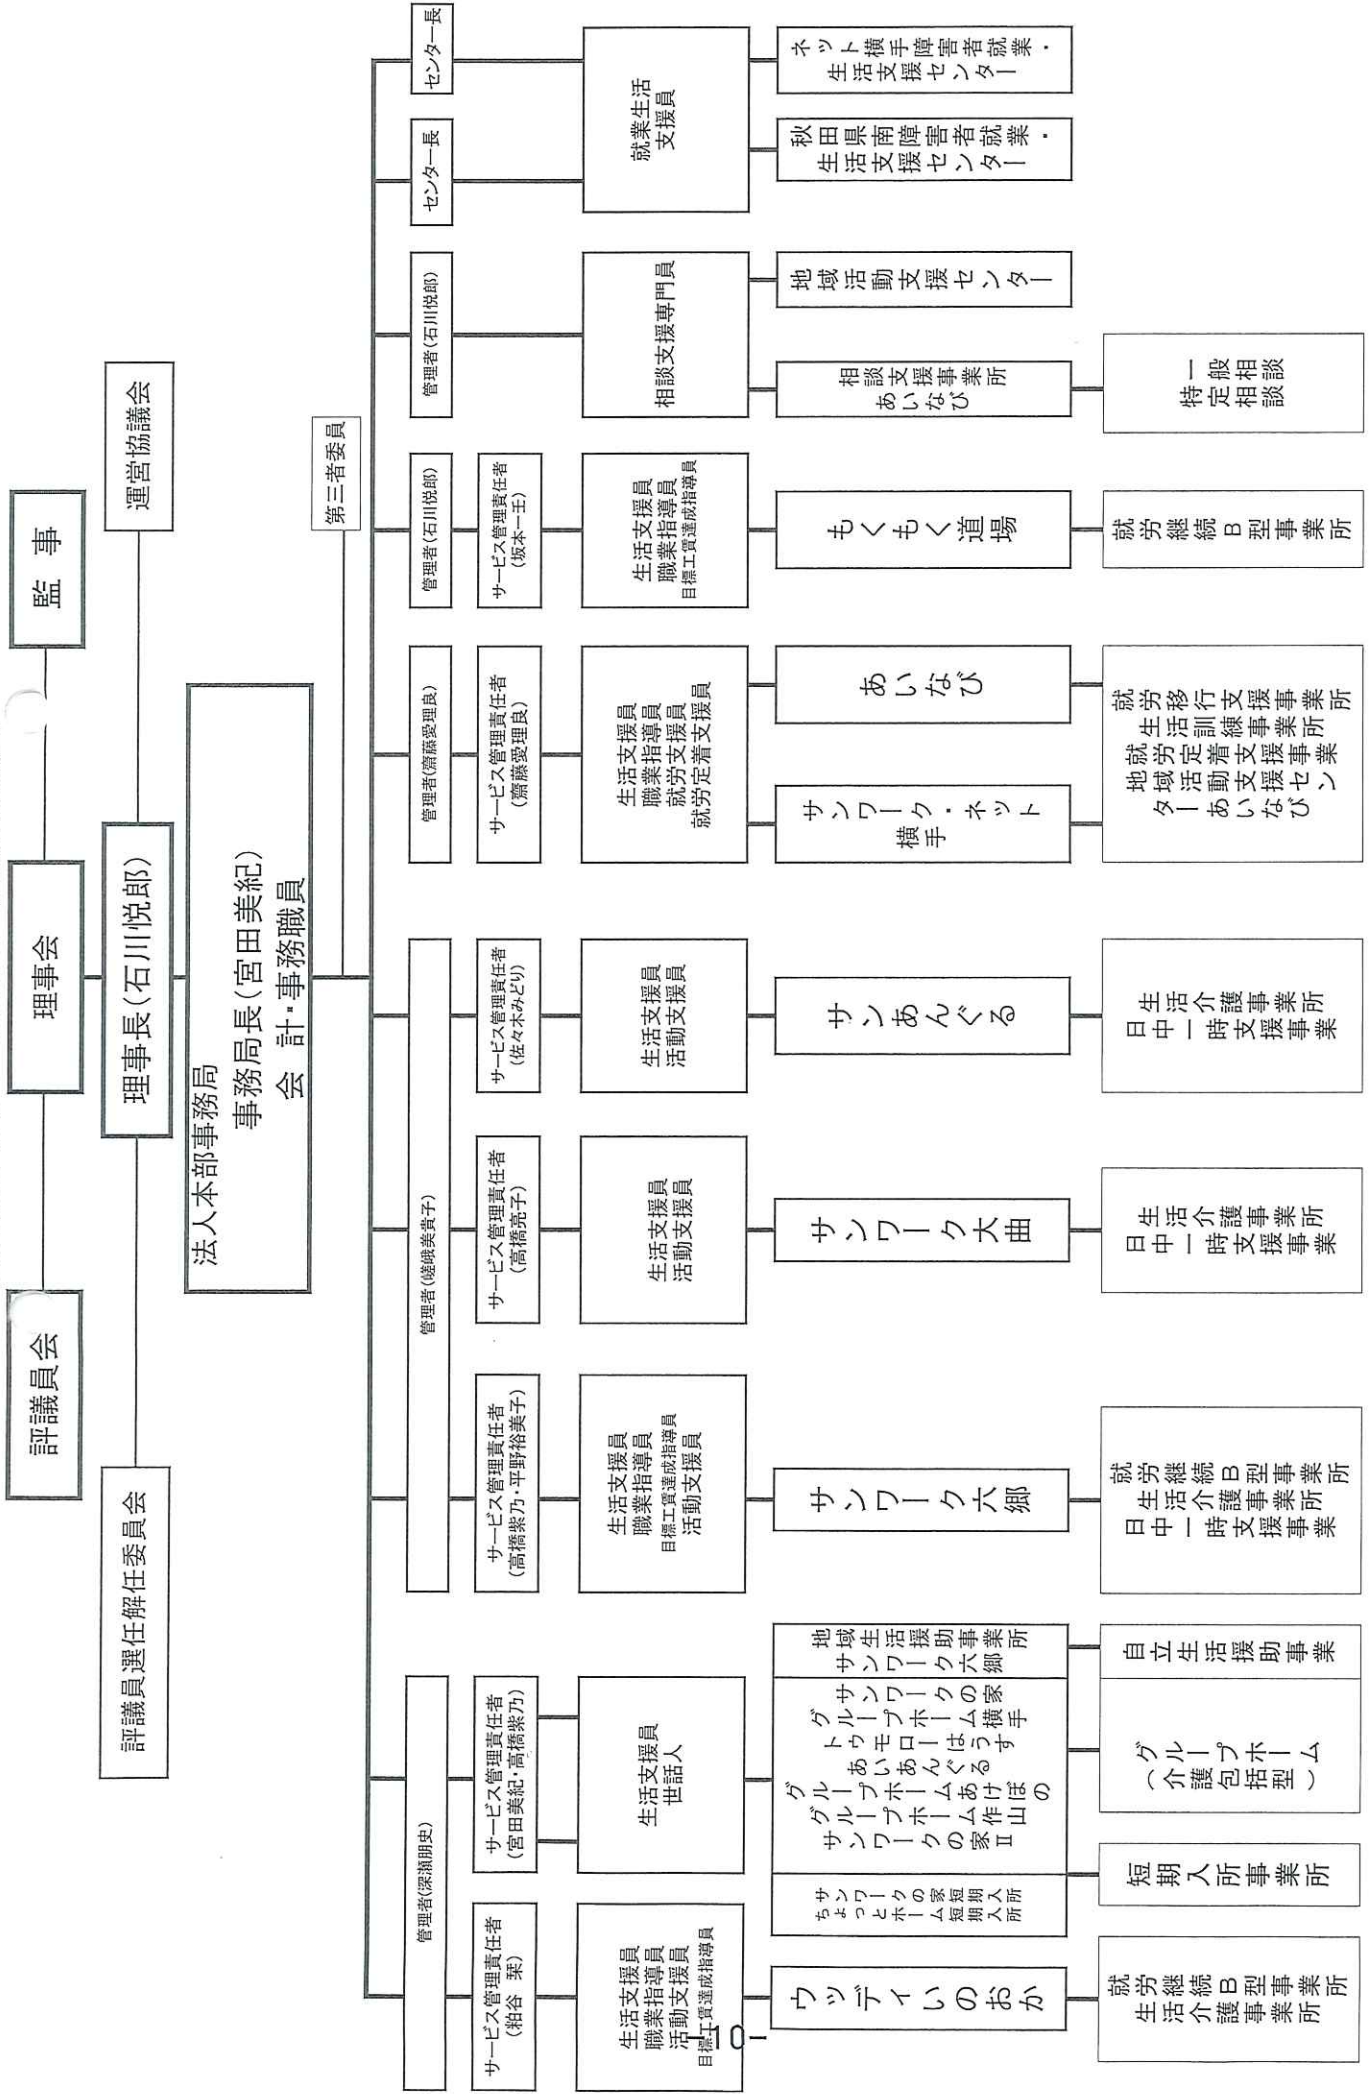 評議員会
理事会
監　事
評議員選任解任委員会
理事長（石川悦郎）
運営協議会
法人本部事務局
事務局長（宮田美紀）
会　計・事務職員
第三者委員
管理者（深瀬朋史）
管理者（嵯峨美貴子）
管理者（齋藤愛理良）
管理者（石川悦郎）
管理者（石川悦郎）
センター長
センター長
サービス管理責任者
（粕谷　栞）
サービス管理責任者
（宮田美紀・高橋紫乃）
サービス管理責任者
（高橋紫乃・平野裕美子）
サービス管理責任者
（高橋亮子）
サービス管理責任者
（佐々木みどり）
サービス管理責任者
（齋藤愛理良）
サービス管理責任者
（坂本一壬）
生活支援員
職業指導員
活動支援員
目標工賃達成指導員
生活支援員
世話人
生活支援員
職業指導員
目標工賃達成指導員
活動支援員
生活支援員
活動支援員
生活支援員
活動支援員
生活支援員
職業指導員
就労支援員
就労定着支援員
生活支援員
職業指導員
目標工賃達成指導員
相談支援専門員
就業生活
支援員
ウッディいのおか
サンワークの家短期入所
ちょっとホーム短期入所
サンワークの家
グループホーム横手
トゥモローはうす
あいあんぐる
グループホームあけぼの
グループホーム作山
サンワークの家Ⅱ
地域生活援助事業所
サンワーク六郷
サンワーク六郷
サンワーク大曲
サンあんぐる
サンワーク・ネット
横手
あいなび
もくもく道場
相談支援事業所
あいなび
地域活動支援センター
秋田県南障害者就業・
生活支援センター
ネット横手障害者就業・
生活支援センター
就労継続B型事業所
生活介護事業所
短期入所事業所
グループホーム
（介護包括型）
自立生活援助事業
就労継続B型事業所
生活介護事業所
日中一時支援事業
生活介護事業所
日中一時支援事業
生活介護事業所
日中一時支援事業
就労移行支援事業所
生活訓練事業所
就労定着支援事業
地域活動支援セン
ターあいなび
就労継続B型事業所
一般相談
特定相談
-10-